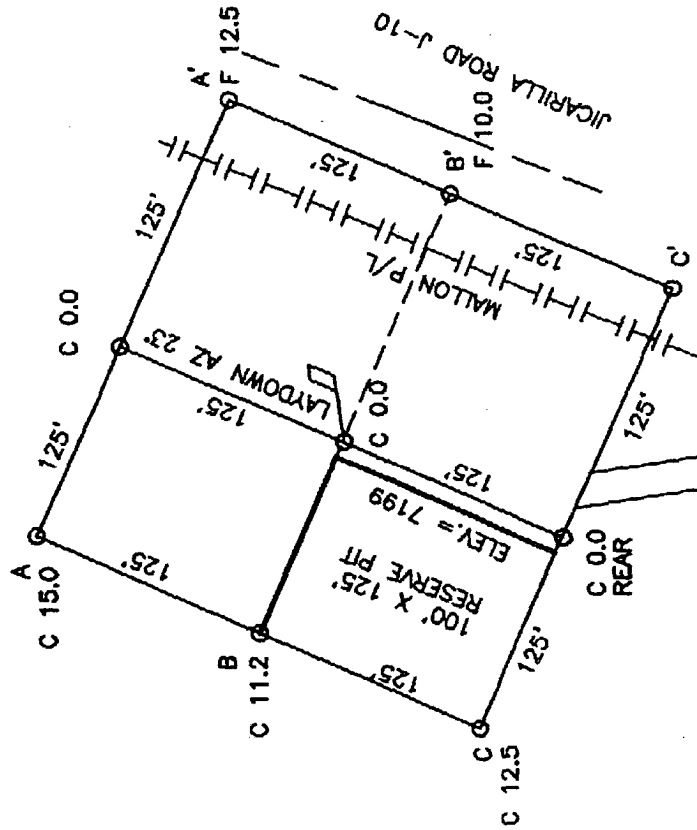 A
C 15.0
125'
C 0.0
125'
A'
F 12.5
JICARILLA ROAD J-10
125'
B
C 11.2
125'
LAYDOWN AZ 23°
C 0.0
MALLON P/L
125'
B'
F 10.0
100' X 125'
RESERVE PIT
ELEV.= 7199
125'
125'
125'
C
C 12.5
125'
C 0.0
REAR
125'
C'